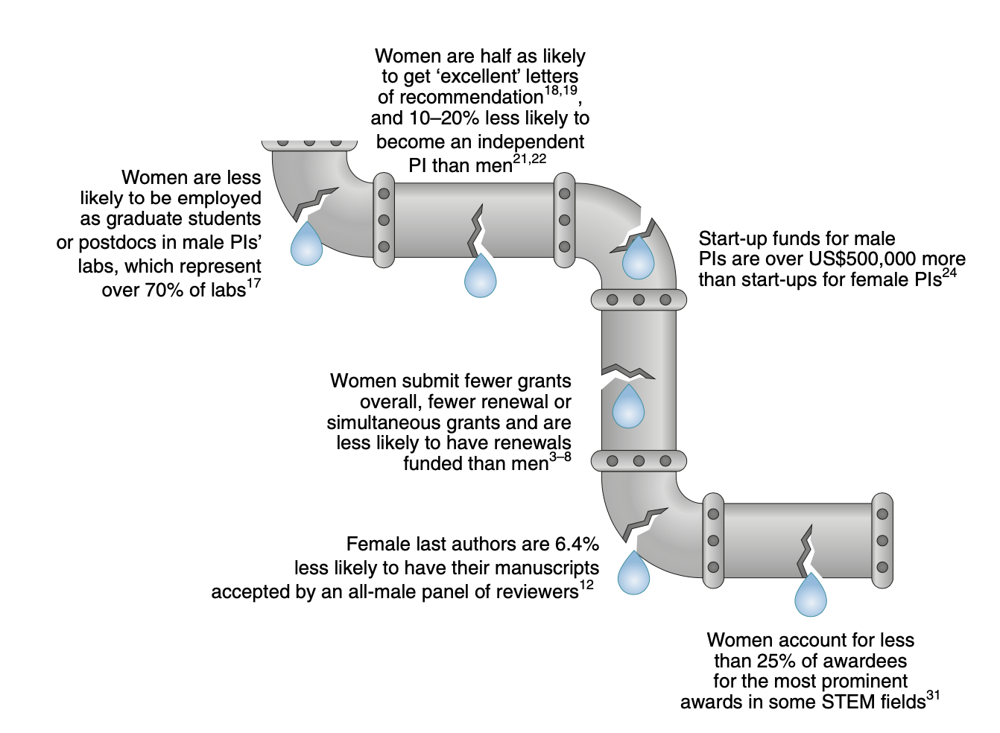 Women are half as likely
to get ‘excellent’ letters
of recommendation18,19,
and 10–20% less likely to
become an independent
PI than men21,22
Women are less
likely to be employed
as graduate students
or postdocs in male PIs’
labs, which represent
over 70% of labs17
Start-up funds for male
PIs are over US$500,000 more
than start-ups for female PIs24
Women submit fewer grants
overall, fewer renewal or
simultaneous grants and are
less likely to have renewals
funded than men3–8
Female last authors are 6.4%
less likely to have their manuscripts
accepted by an all-male panel of reviewers12
Women account for less
than 25% of awardees
for the most prominent
awards in some STEM fields31